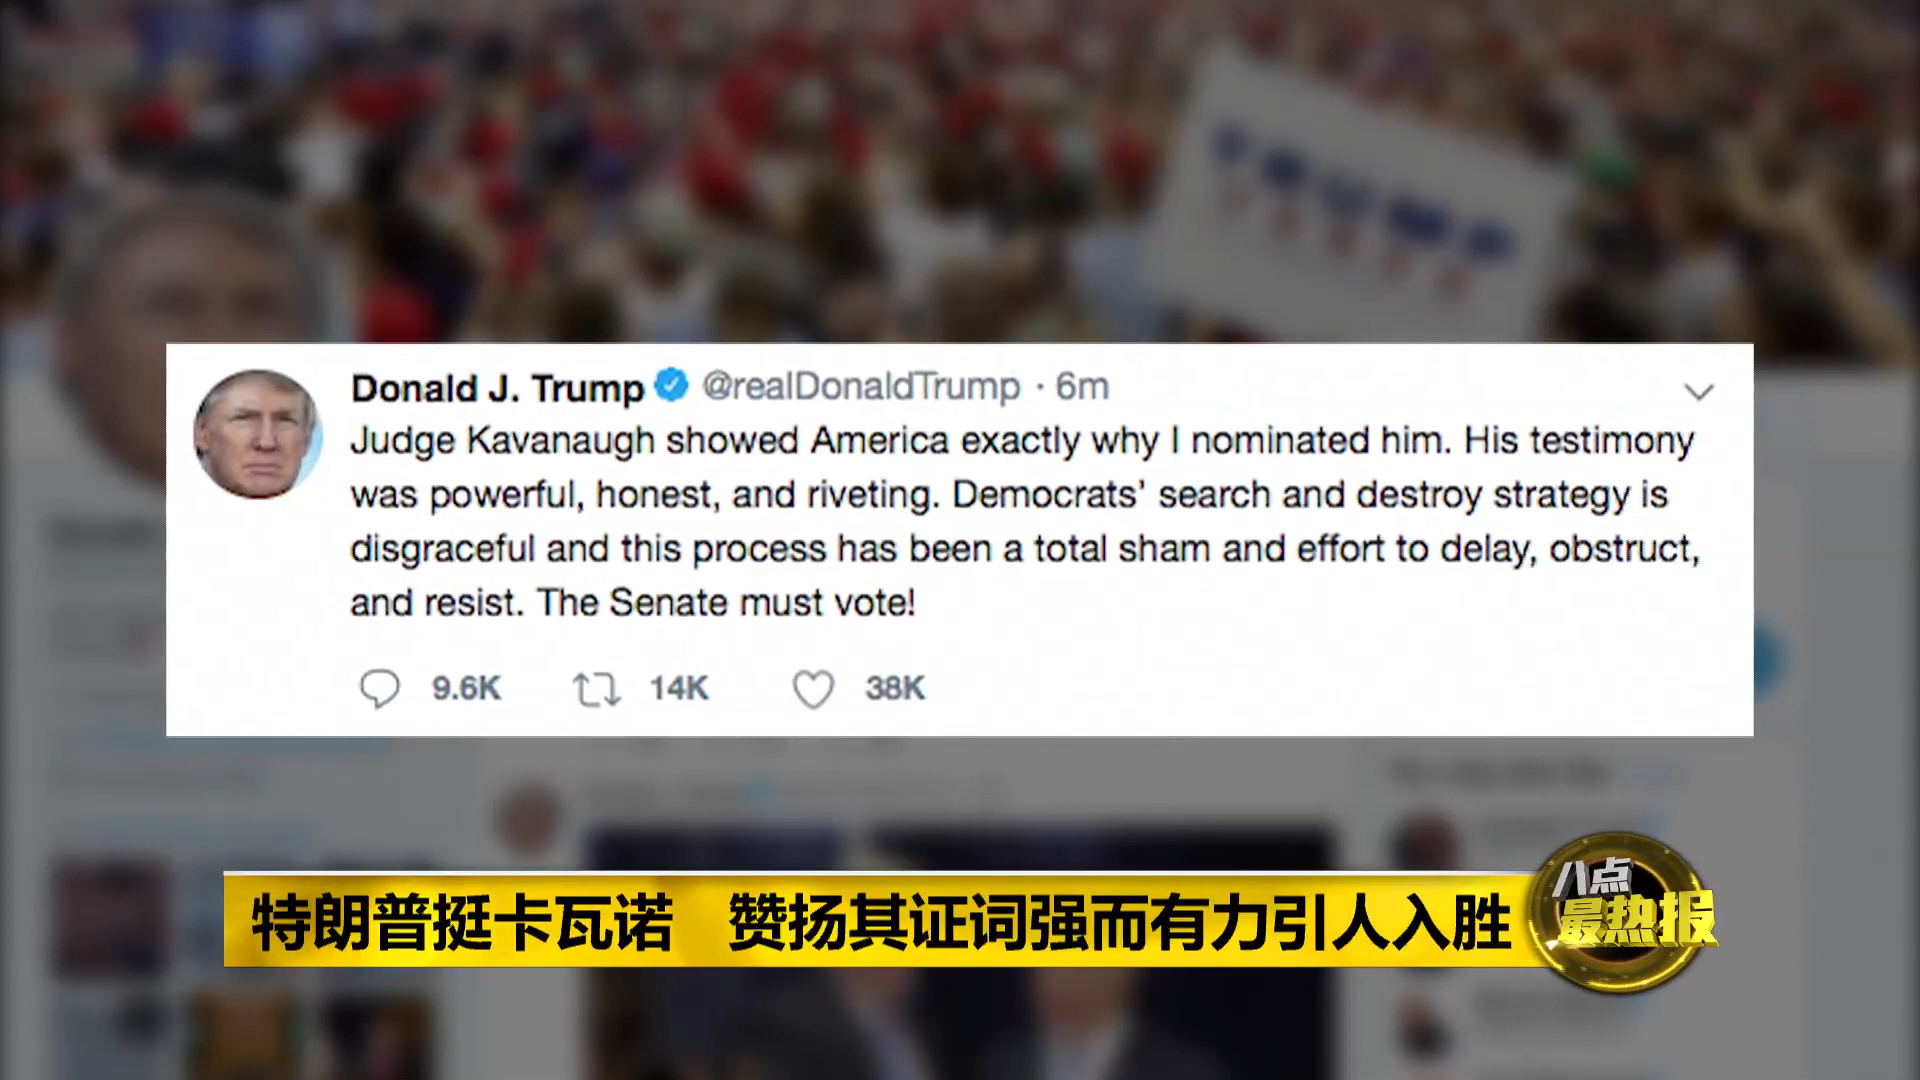 TRUMP
Donald J. Trump @realDonaldTrump · 6m
Judge Kavanaugh showed America exactly why I nominated him. His testimony
was powerful, honest, and riveting. Democrats' search and destroy strategy is
disgraceful and this process has been a total sham and effort to delay, obstruct,
and resist. The Senate must vote!
9.6K 14K 38K
特朗普挺卡瓦诺 赞扬其证词强而有力引人入胜
八点
最热报